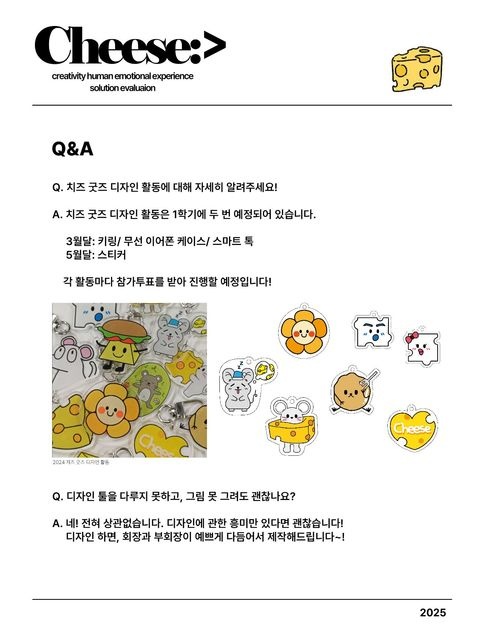 Cheese:>
creativity human emotional experience
solution evaluaion
Q&A
Q. 치즈 굿즈 디자인 활동에 대해 자세히 알려주세요!
A. 치즈 굿즈 디자인 활동은 1학기에 두 번 예정되어 있습니다.
3월달: 키링/ 무선 이어폰 케이스/ 스마트 톡
5월달: 스티커
각 활동마다 참가투표를 받아 진행할 예정입니다!
Cheese
Cheese
2024 치즈 굿즈 디자인 활동
Q. 디자인 툴을 다루지 못하고, 그림 못 그려도 괜찮나요?
A. 네! 전혀 상관없습니다. 디자인에 관한 흥미만 있다면 괜찮습니다!
디자인 하면, 회장과 부회장이 예쁘게 다듬어서 제작해드립니다~!
2025